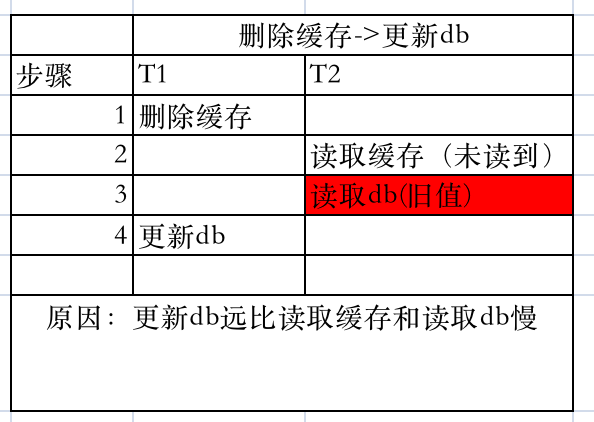 删除缓存->更新db
步骤 T1 T2
1 删除缓存
2 读取缓存（未读到）
3 读取db(旧值)
4 更新db
原因：更新db远比读取缓存和读取db慢